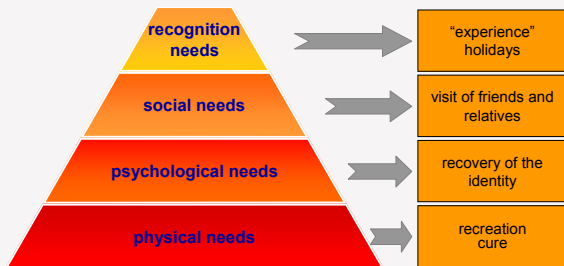 recognition
needs
“experience”
holidays
social needs
visit of friends and
relatives
psychological needs
recovery of the
identity
physical needs
recreation
cure